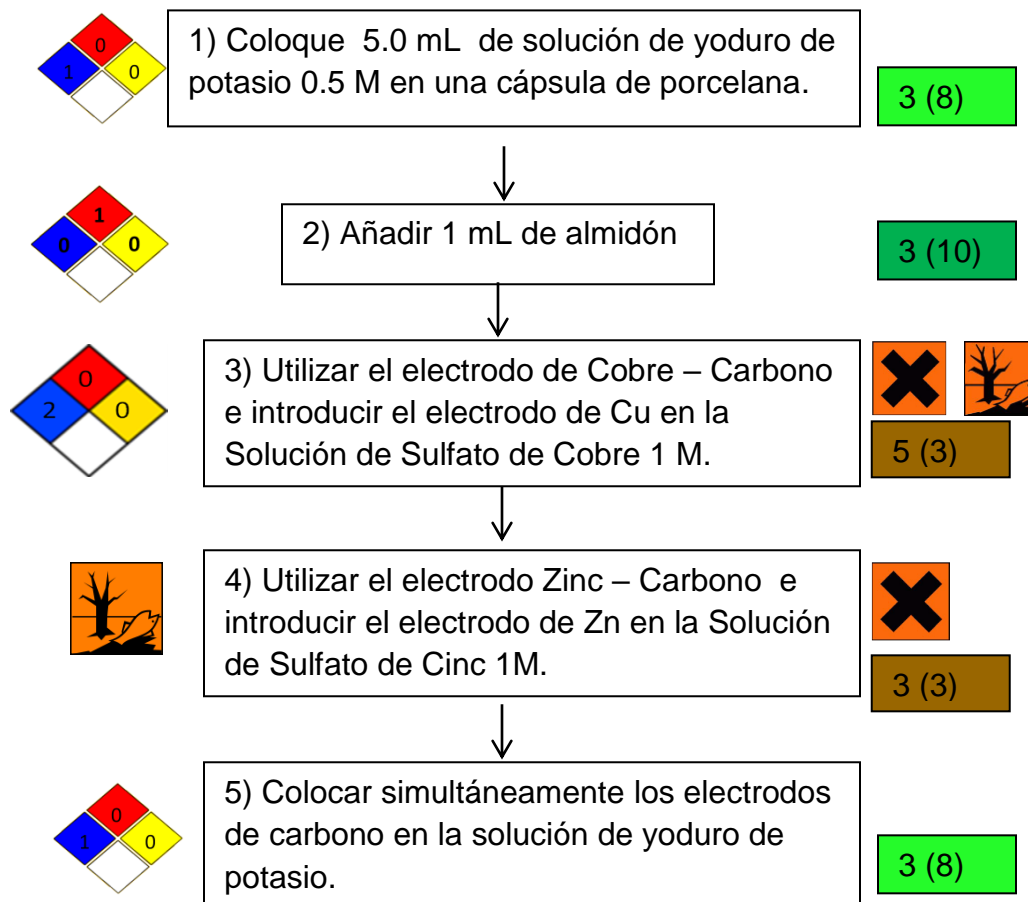 0
1
0
1) Coloque 5.0 mL de solución de yoduro de
potasio 0.5 M en una cápsula de porcelana.
3 (8)
1
0
0
2) Añadir 1 mL de almidón
3 (10)
0
2
0
3) Utilizar el electrodo de Cobre – Carbono
e introducir el electrodo de Cu en la
Solución de Sulfato de Cobre 1 M.
5 (3)
4) Utilizar el electrodo Zinc – Carbono e
introducir el electrodo de Zn en la Solución
de Sulfato de Cinc 1M.
3 (3)
0
1
0
5) Colocar simultáneamente los electrodos
de carbono en la solución de yoduro de
potasio.
3 (8)